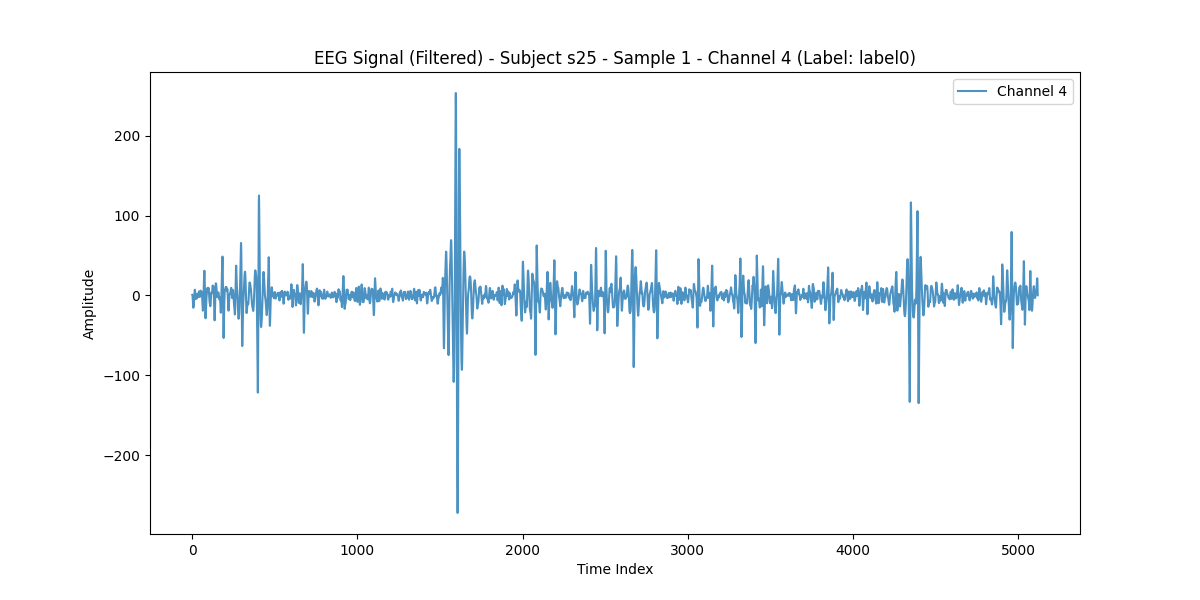 EEG Signal (Filtered) - Subject s25 - Sample 1 - Channel 4 (Label: label0)
Channel 4
200
100
0
−100
−200
Amplitude
0 1000 2000 3000 4000 5000
Time Index